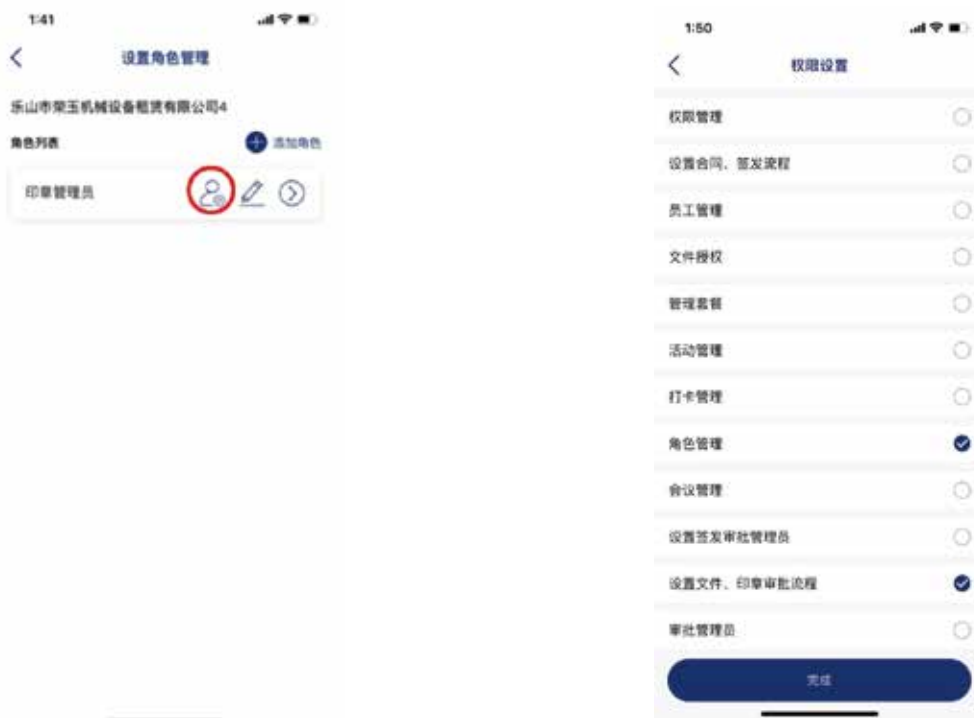 1:41
设置角色管理
乐山市荣玉机械设备租赁有限公司4
角色列表
添加角色
印章管理员
1:50
权限设置
权限管理
设置合同、签发流程
员工管理
文件授权
管理套餐
活动管理
打卡管理
角色管理
会议管理
设置签发审批管理员
设置文件、印章审批流程
审批管理员
完成